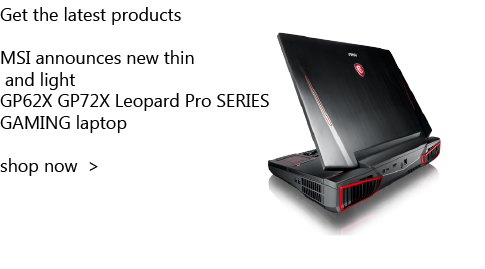 Get the latest products
MSI announces new thin
and light
GP62X GP72X Leopard Pro SERIES
GAMING laptop
shop now >